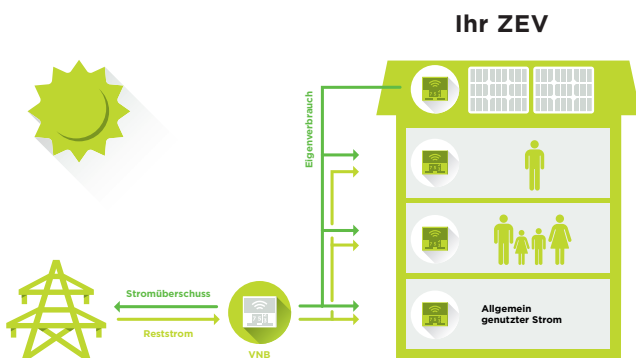 Ihr ZEV
Eigenverbrauch
Stromüberschuss
Reststrom
VNB
Allgemein
genutzter Strom